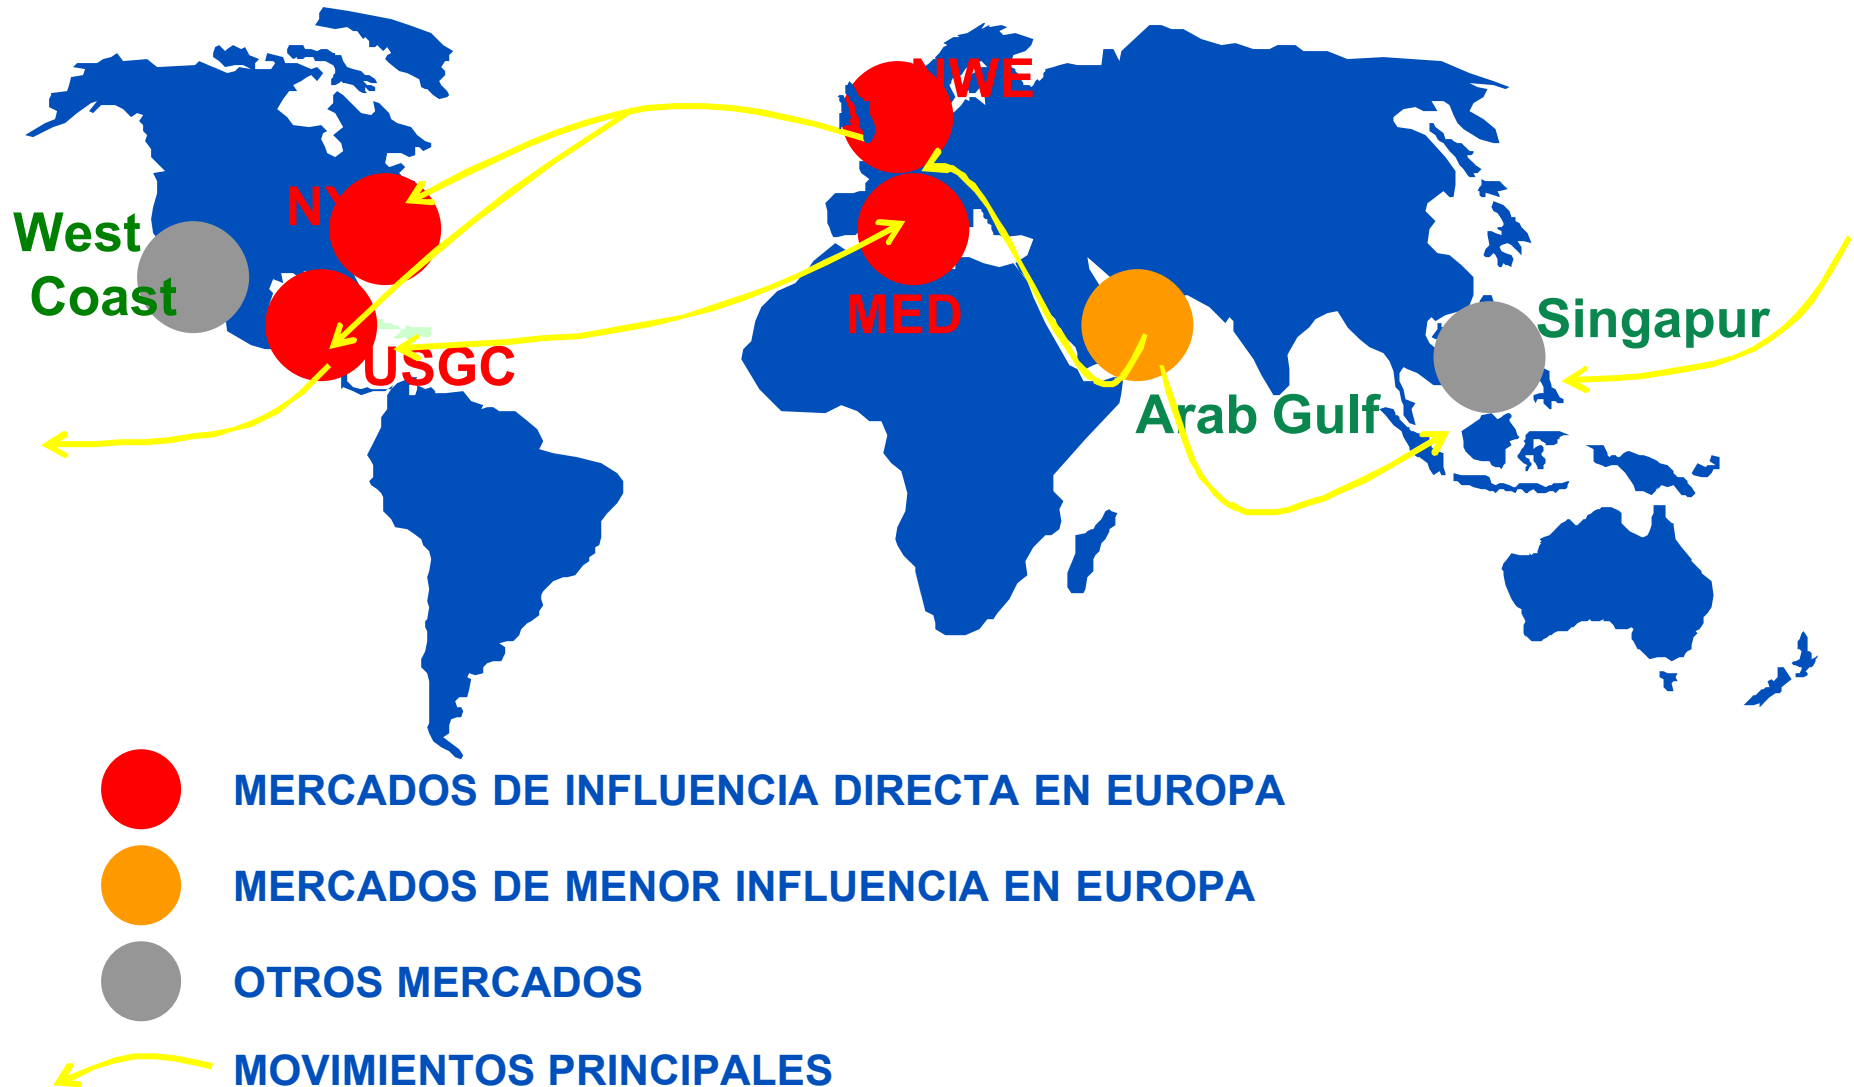 NWE
NY
West
Coast
MED
Singapur
USGC
Arab Gulf
MERCADOS DE INFLUENCIA DIRECTA EN EUROPA
MERCADOS DE MENOR INFLUENCIA EN EUROPA
OTROS MERCADOS
MOVIMIENTOS PRINCIPALES